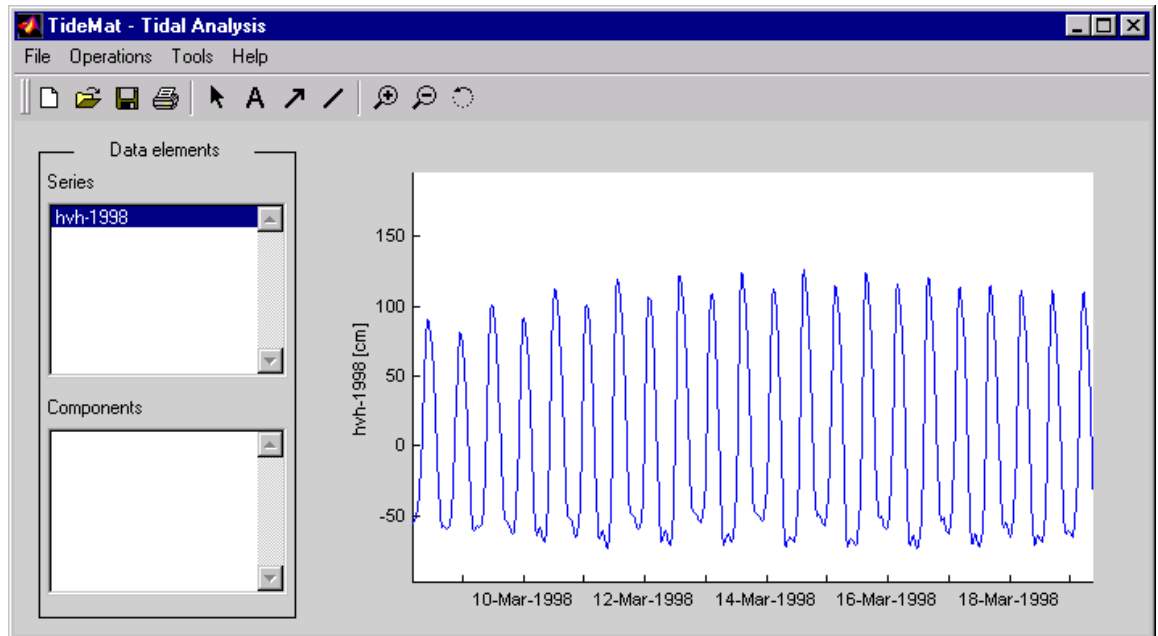 TideMat - Tidal Analysis
File Operations Tools Help
A
Data elements
Series
hvh-1998
Components
hvh-1998 [cm]
150
100
50
0
-50
10-Mar-1998 12-Mar-1998 14-Mar-1998 16-Mar-1998 18-Mar-1998